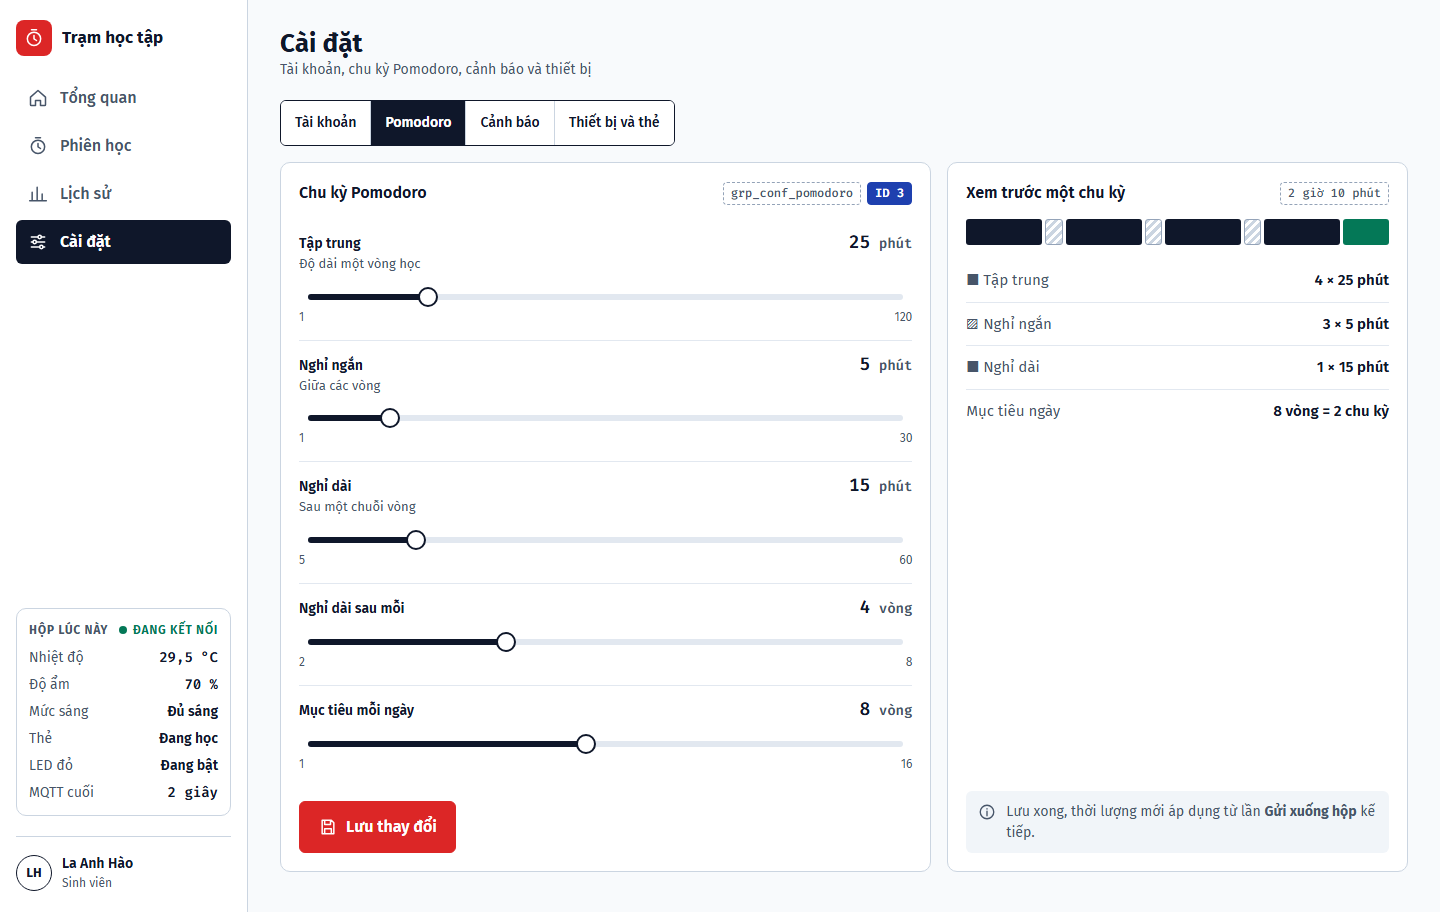 Trạm học tập
Tổng quan
Phiên học
Lịch sử
Cài đặt
HỘP LÚC NÀY ĐANG KẾT NỐI
Nhiệt độ 29,5 °C
Độ ẩm 70 %
Mức sáng Đủ sáng
Thẻ Đang học
LED đỏ Đang bật
MQTT cuối 2 giây
LH
La Anh Hào
Sinh viên
Cài đặt
Tài khoản, chu kỳ Pomodoro, cảnh báo và thiết bị
Tài khoản Pomodoro Cảnh báo Thiết bị và thẻ
Chu kỳ Pomodoro grp_conf_pomodoro ID 3
Tập trung 25 phút
Độ dài một vòng học
1 120
Nghỉ ngắn 5 phút
Giữa các vòng
1 30
Nghỉ dài 15 phút
Sau một chuỗi vòng
5 60
Nghỉ dài sau mỗi 4 vòng
2 8
Mục tiêu mỗi ngày 8 vòng
1 16
Lưu thay đổi
Xem trước một chu kỳ 2 giờ 10 phút
Tập trung 4 × 25 phút
Nghỉ ngắn 3 × 5 phút
Nghỉ dài 1 × 15 phút
Mục tiêu ngày 8 vòng = 2 chu kỳ
Lưu xong, thời lượng mới áp dụng từ lần Gửi xuống hộp kế
tiếp.